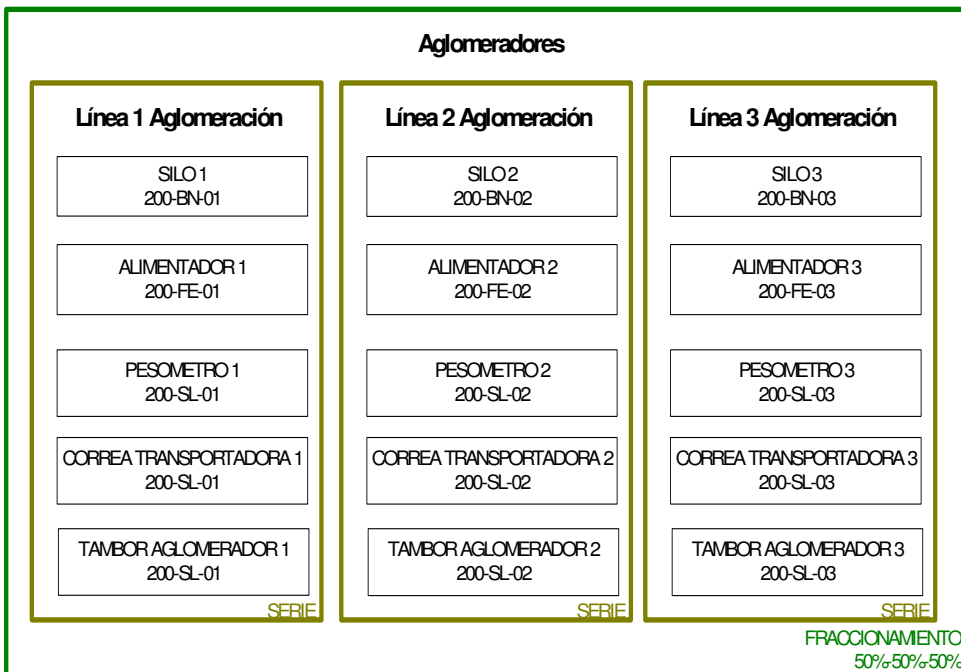 Aglomeradores
Línea 1 Aglomeración
SILO 1
200-BN-01
ALIMENTADOR 1
200-FE-01
PESOMETRO 1
200-SL-01
CORREA TRANSPORTADORA 1
200-SL-01
TAMBOR AGLOMERADOR 1
200-SL-01
SERIE
Línea 2 Aglomeración
SILO 2
200-BN-02
ALIMENTADOR 2
200-FE-02
PESOMETRO 2
200-SL-02
CORREA TRANSPORTADORA 2
200-SL-02
TAMBOR AGLOMERADOR 2
200-SL-02
SERIE
Línea 3 Aglomeración
SILO 3
200-BN-03
ALIMENTADOR 3
200-FE-03
PESOMETRO 3
200-SL-03
CORREA TRANSPORTADORA 3
200-SL-03
TAMBOR AGLOMERADOR 3
200-SL-03
SERIE
FRACCIONAMIENTO
50%-50%-50%